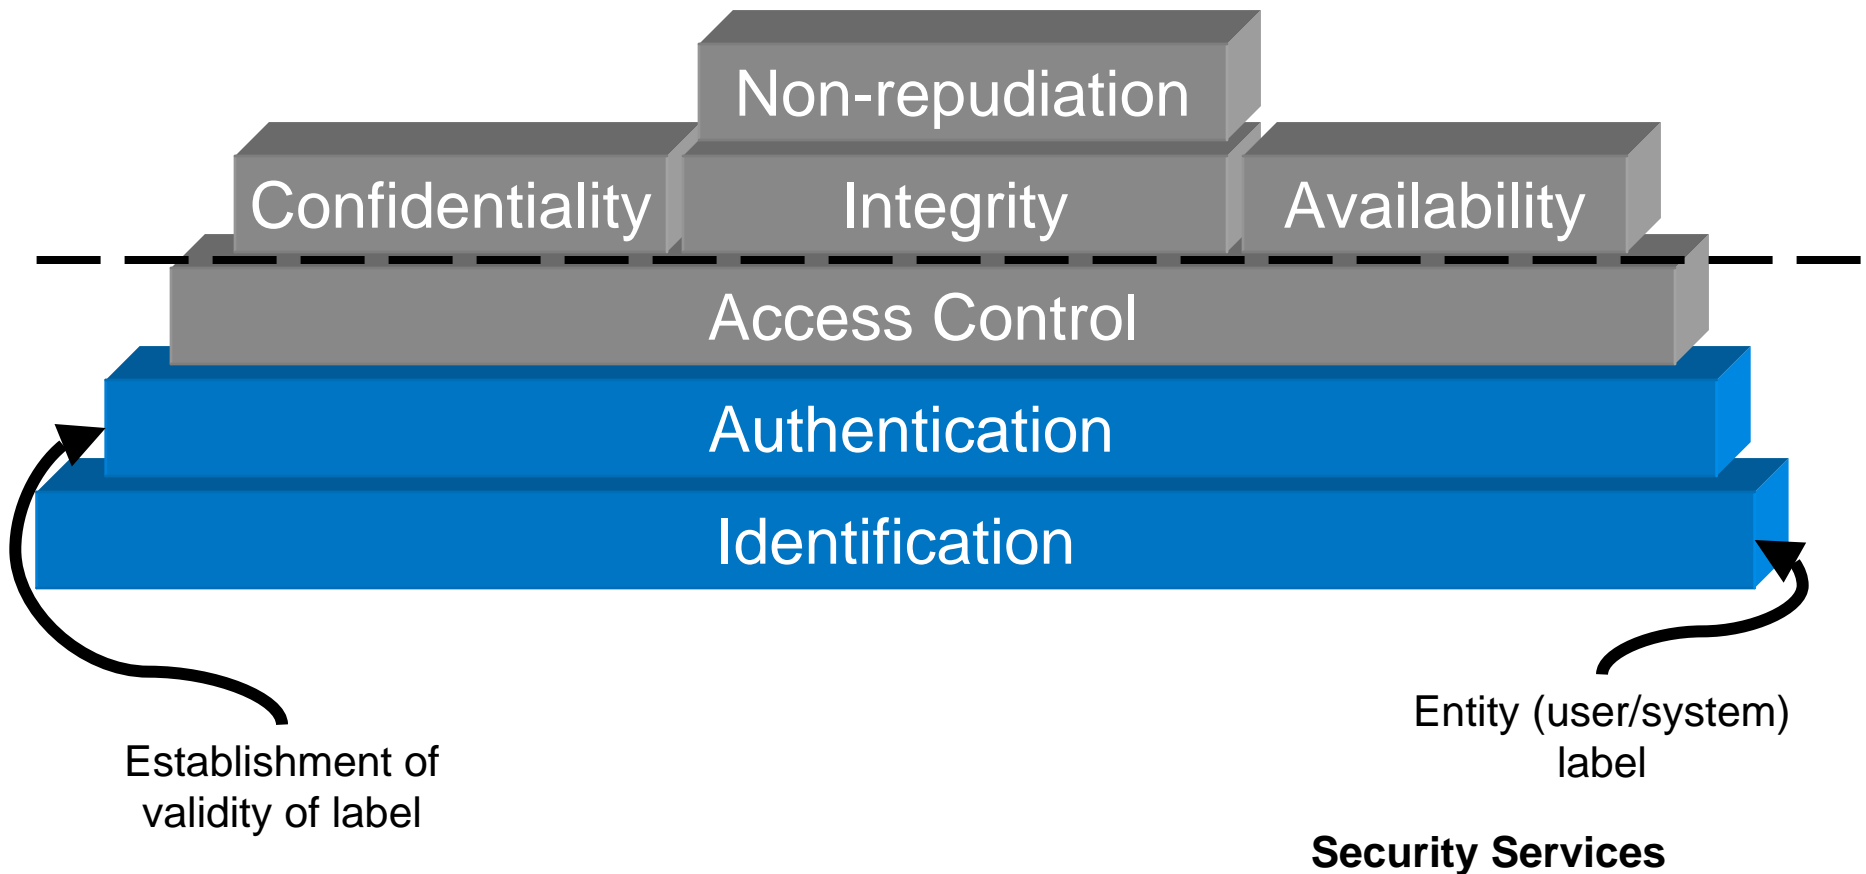 Non-repudiation
Confidentiality
Integrity
Availability
Access Control
Authentication
Identification
Establishment of
validity of label
Entity (user/system)
label
Security Services